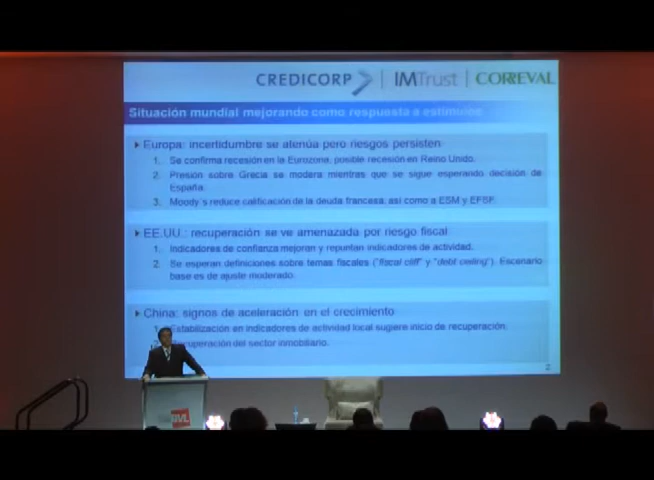 CREDICORP | IMTrust | CORREVAL
Situación mundial mejorando como respuesta a estímulos
Europa: incertidumbre se atenúa pero riesgos persisten
1. Se confirma recesión en la Eurozona, posible recesión en Reino Unido.
2. Presión sobre Grecia se modera mientras que se sigue esperando decisión de
España.
3. Moody´s reduce calificación de la deuda francesa, así como a ESM y EFSF.
EE.UU.: recuperación se ve amenazada por riesgo fiscal
1. Indicadores de confianza mejoran y repuntan indicadores de actividad.
2. Se esperan definiciones sobre temas fiscales ("fiscal cliff" y "debt ceiling"). Escenario
base es de ajuste moderado.
China: signos de aceleración en el crecimiento
1. Estabilización en indicadores de actividad local sugiere inicio de recuperación.
recuperación del sector inmobiliario.
2